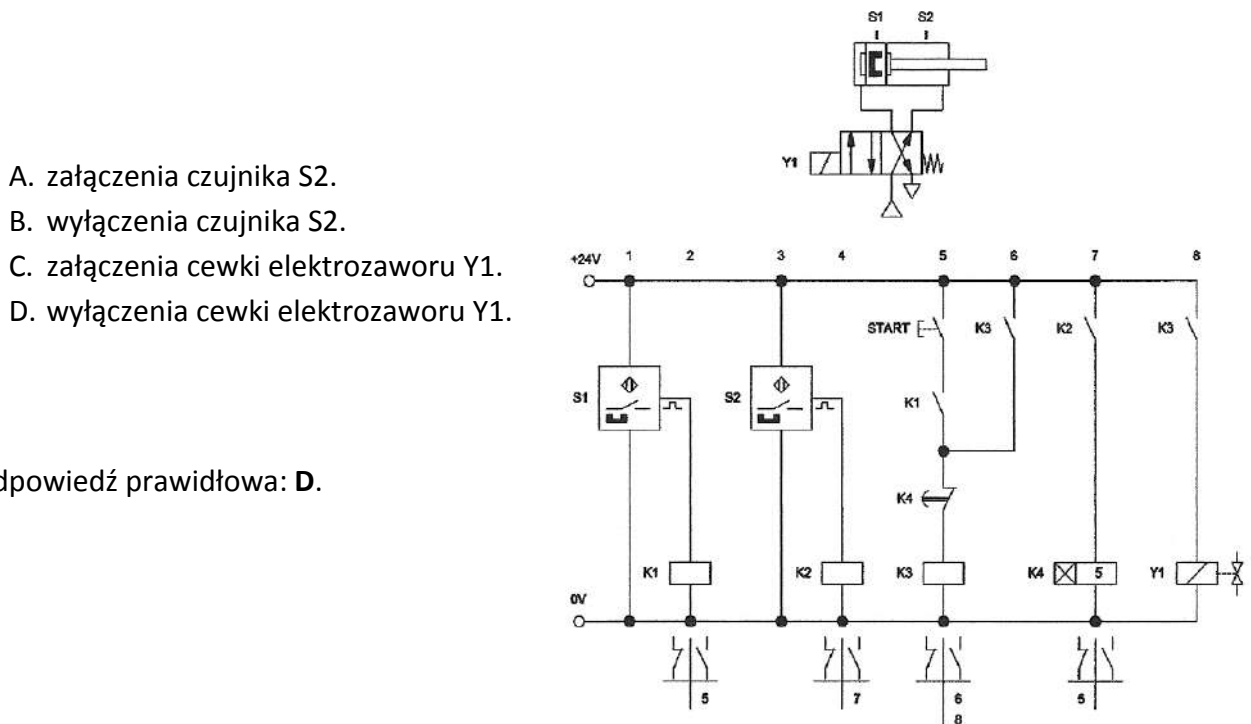 A. załączenia czujnika S2.
B. wyłączenia czujnika S2.
C. załączenia cewki elektrozaworu Y1.
D. wyłączenia cewki elektrozaworu Y1.
dpowiedź prawidłowa: D.
S1 S2
Y1
+24V 1 2 3 4 5 6 7 8
START K3 K2 K3
S1 S2 K1
K4
K1 K2 K3 K4 5 Y1
0V
5 7 6 5
8